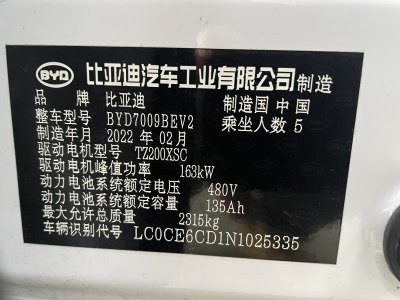 BYD 比亚迪汽车工业有限公司 制造
品牌 比亚迪 制造国 中国
整车型号 BYD7009BEV2 乘坐人数 5
制造年月 2022 年 02月
驱动电机型号 TZ200XSC
驱动电机峰值功率 163kW
动力电池系统额定电压 480V
动力电池系统额定容量 135Ah
最大允许总质量 2315kg
车辆识别代号 LC0CE6CD1N1025335